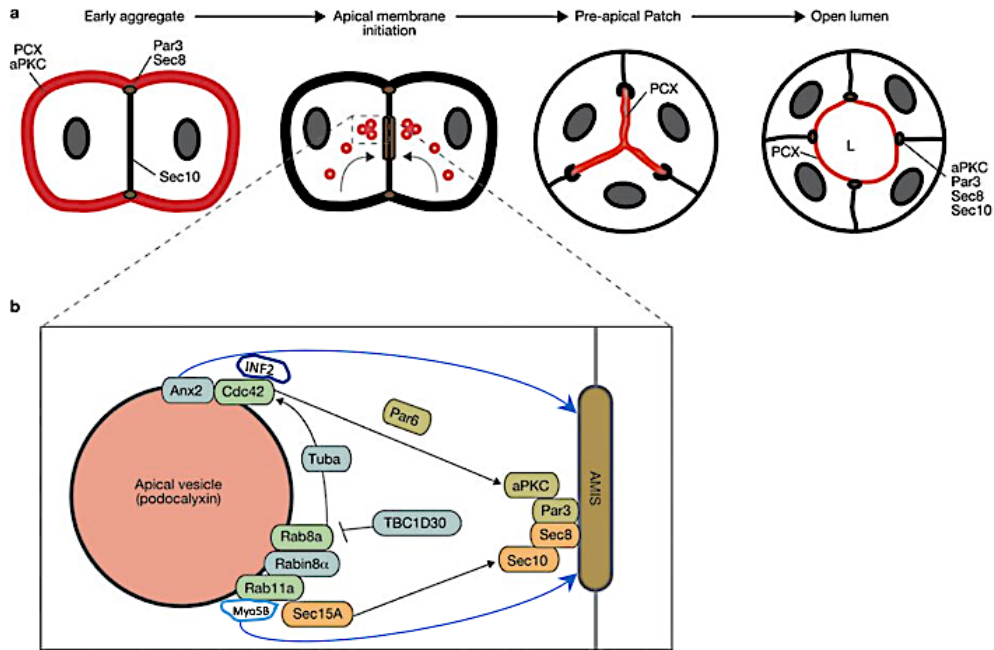 a
Early aggregate
Apical membrane
initiation
Pre-apical Patch
Open lumen
PCX
aPKC
Par3
Sec8
Sec10
PCX
PCX
L
aPKC
Par3
Sec8
Sec10
b
INF2
Anx2
Cdc42
Par6
Tuba
Apical vesicle
(podocalyxin)
aPKC
AMIS
Par3
TBC1D30
Rab8a
Sec8
Rabin8α
Sec10
Rab11a
Myo5B
Sec15A